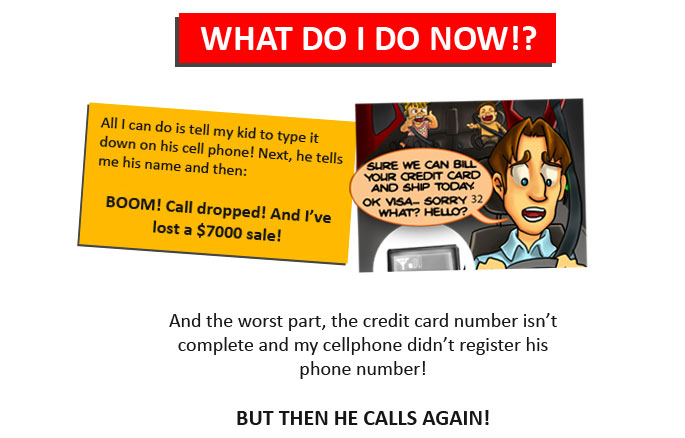 WHAT DO I DO NOW!?
All I can do is tell my kid to type it
down on his cell phone! Next, he tells
me his name and then:
BOOM! Call dropped! And I've
lost a $7000 sale!
SURE WE CAN BILL
YOUR CREDIT CARD
AND SHIP TODAY.
OK VISA... SORRY 32
WHAT? HELLO?
And the worst part, the credit card number isn't
complete and my cellphone didn't register his
phone number!
BUT THEN HE CALLS AGAIN!